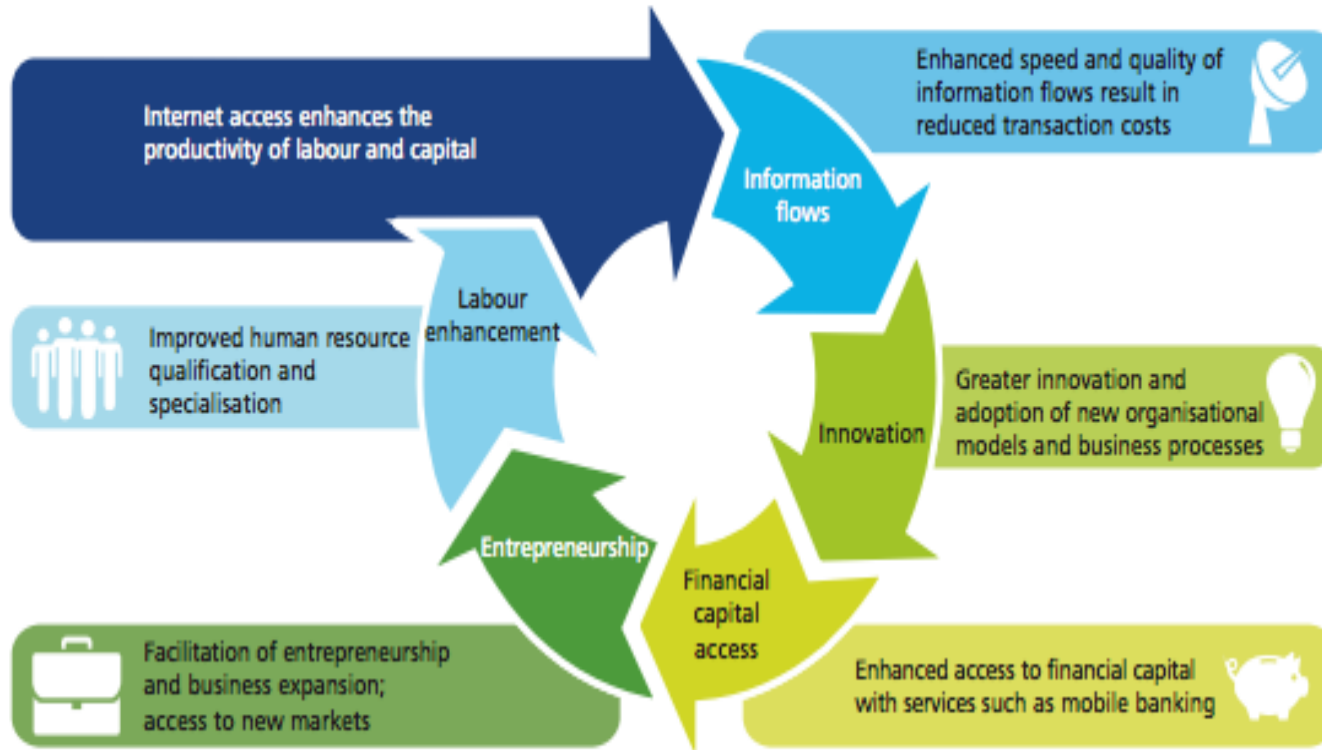 Internet access enhances the
productivity of labour and capital
Enhanced speed and quality of
information flows result in
reduced transaction costs
Information
flows
Labour
enhancement
Improved human resource
qualification and
specialisation
Greater innovation and
adoption of new organisational
models and business processes
Innovation
Entrepreneurship
Financial
capital
access
Facilitation of entrepreneurship
and business expansion;
access to new markets
Enhanced access to financial capital
with services such as mobile banking